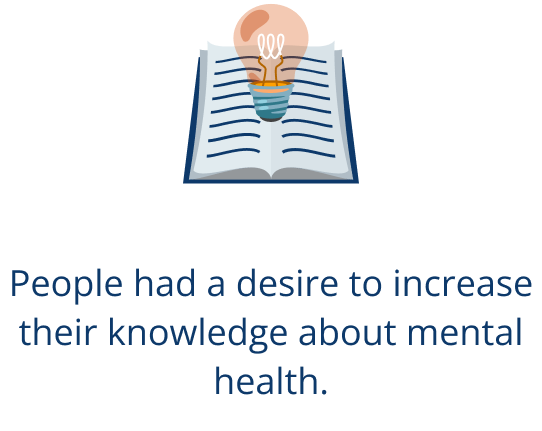 People had a desire to increase
their knowledge about mental
health.